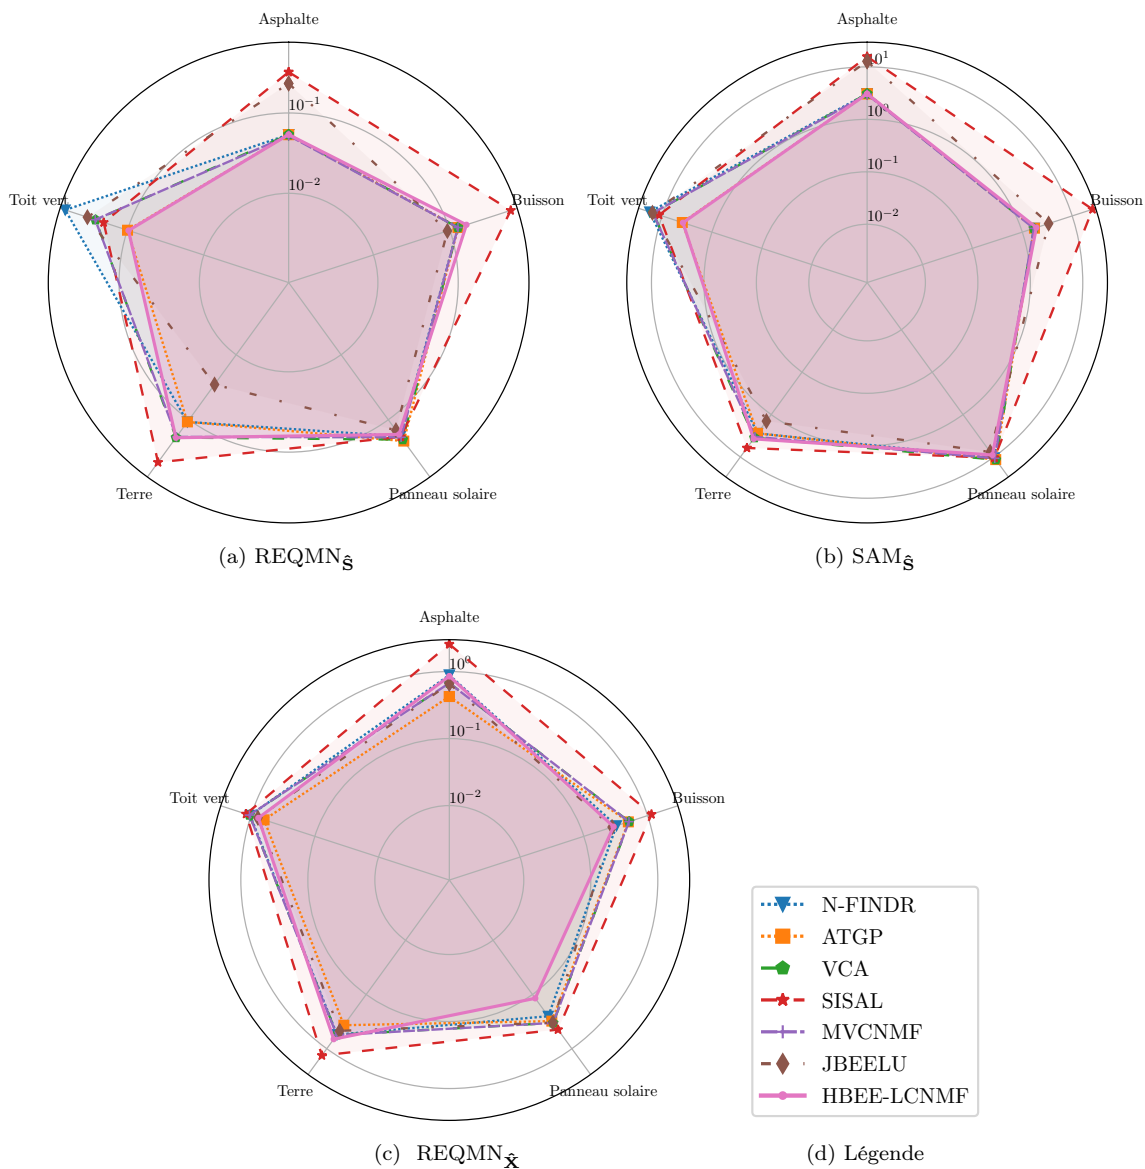 Asphalte
10⁻¹
10⁻²
Toit vert
Buisson
Terre
Panneau solaire
(a) REQMN_Ŝ
Asphalte
10¹
10⁰
10⁻¹
10⁻²
Toit vert
Buisson
Terre
Panneau solaire
(b) SAM_Ŝ
Asphalte
10⁰
10⁻¹
10⁻²
Toit vert
Buisson
Terre
Panneau solaire
(c) REQMN_X̂
N-FINDR
ATGP
VCA
SISAL
MVCNMF
JBEELU
HBEE-LCNMF
(d) Légende